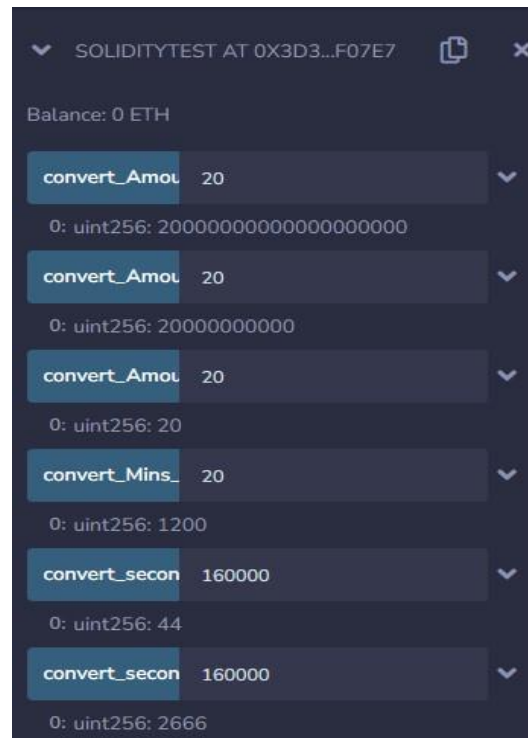 SOLIDITYTEST AT 0X3D3...F07E7
Balance: 0 ETH
convert_Amou 20
0: uint256: 20000000000000000000
convert_Amou 20
0: uint256: 20000000000
convert_Amou 20
0: uint256: 20
convert_Mins_ 20
0: uint256: 1200
convert_secon 160000
0: uint256: 44
convert_secon 160000
0: uint256: 2666